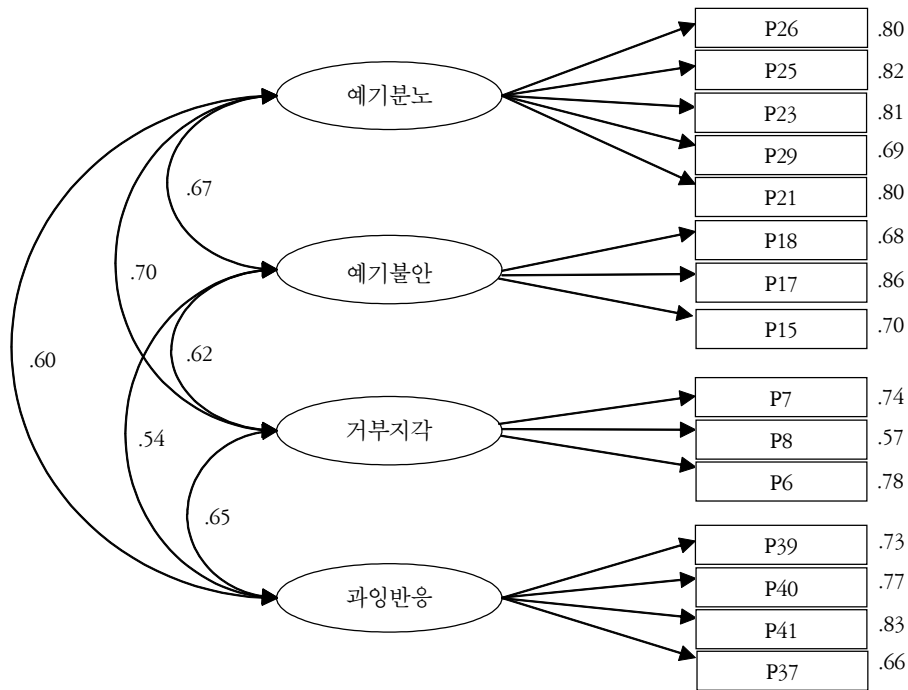 P26 .80
P25 .82
예기분노
P23 .81
P29 .69
P21 .80
.67
P18 .68
예기불안
.70
P17 .86
P15 .70
.60
.62
P7 .74
거부지각
.54
P8 .57
P6 .78
.65
P39 .73
P40 .77
과잉반응
P41 .83
P37 .66